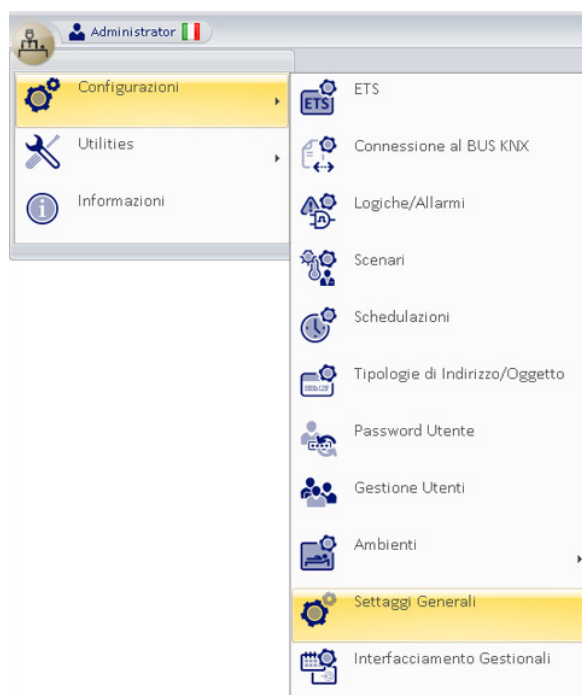 Administrator
Configurazioni
Utilities
Informazioni
ETS
ETS
Connessione al BUS KNX
Logiche/Allarmi
Scenari
Schedulazioni
Tipologie di Indirizzo/Oggetto
Password Utente
Gestione Utenti
Ambienti
Settaggi Generali
Interfacciamento Gestionali